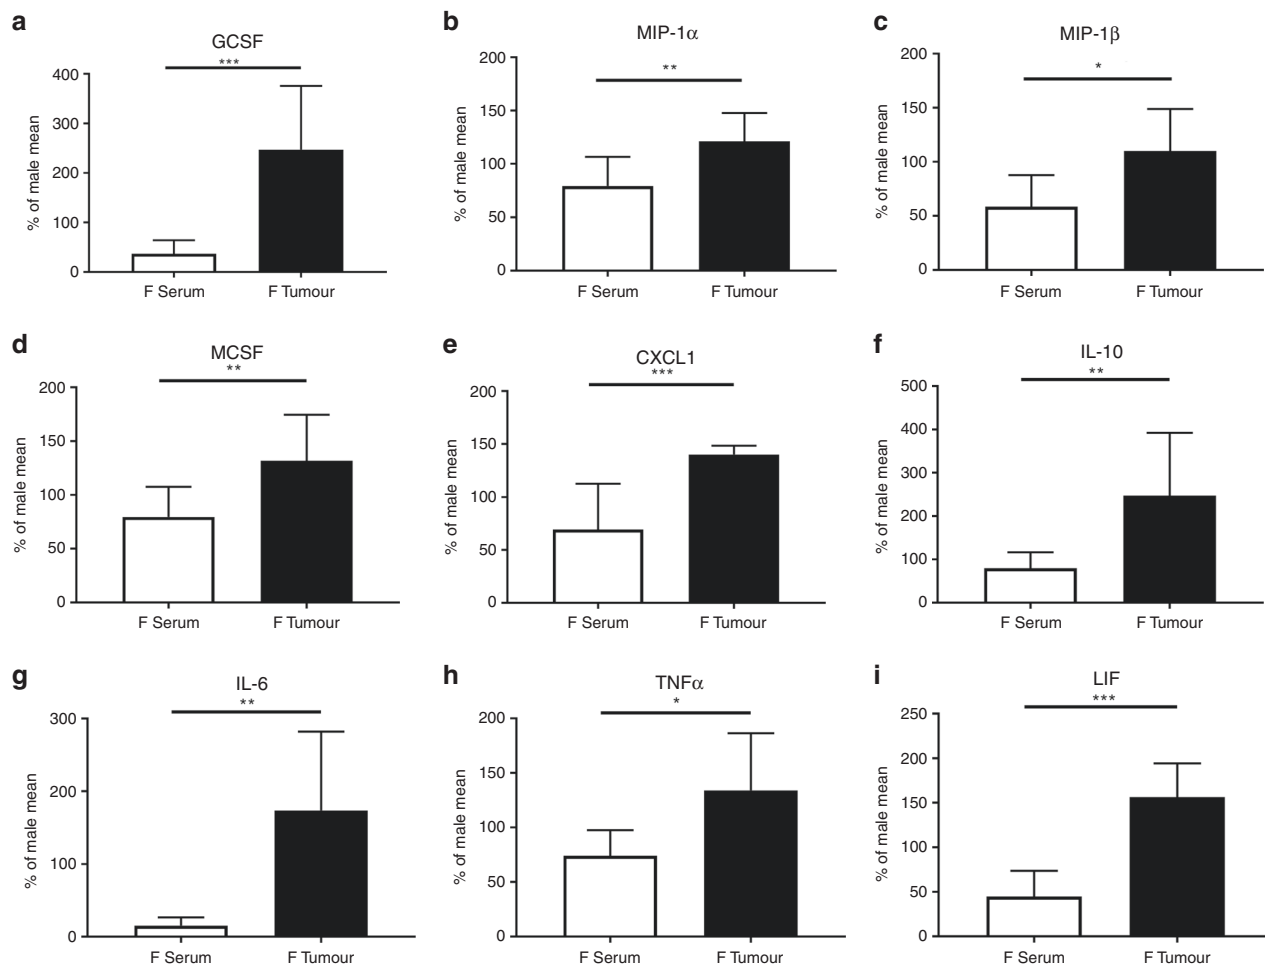 a
GCSF
***
% of male mean
400
300
200
100
0
F Serum
F Tumour
b
MIP-1α
**
% of male mean
200
150
100
50
0
F Serum
F Tumour
c
MIP-1β
*
% of male mean
200
150
100
50
0
F Serum
F Tumour
d
MCSF
**
% of male mean
200
150
100
50
0
F Serum
F Tumour
e
CXCL1
***
% of male mean
200
150
100
50
0
F Serum
F Tumour
f
IL-10
**
% of male mean
500
400
300
200
100
0
F Serum
F Tumour
g
IL-6
**
% of male mean
300
200
100
0
F Serum
F Tumour
h
TNFα
*
% of male mean
200
150
100
50
0
F Serum
F Tumour
i
LIF
***
% of male mean
250
200
150
100
50
0
F Serum
F Tumour